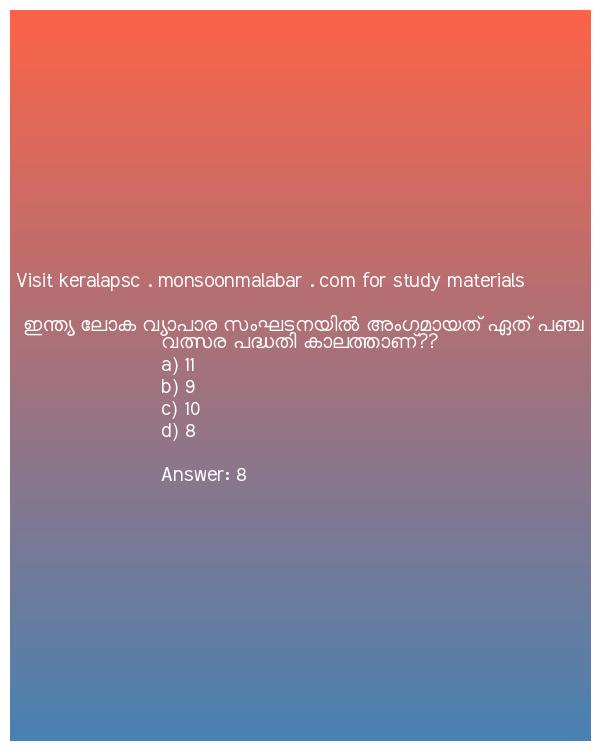 Visit keralapsc . monsoonmalabar . com for study materials
ഇന്ത്യ ലോക വ്യാപാര സംഘടനയിൽ അംഗമായത് ഏത് പഞ്ച
വത്സര പദ്ധതി കാലത്താണ്??
a) 11
b) 9
c) 10
d) 8
Answer: 8